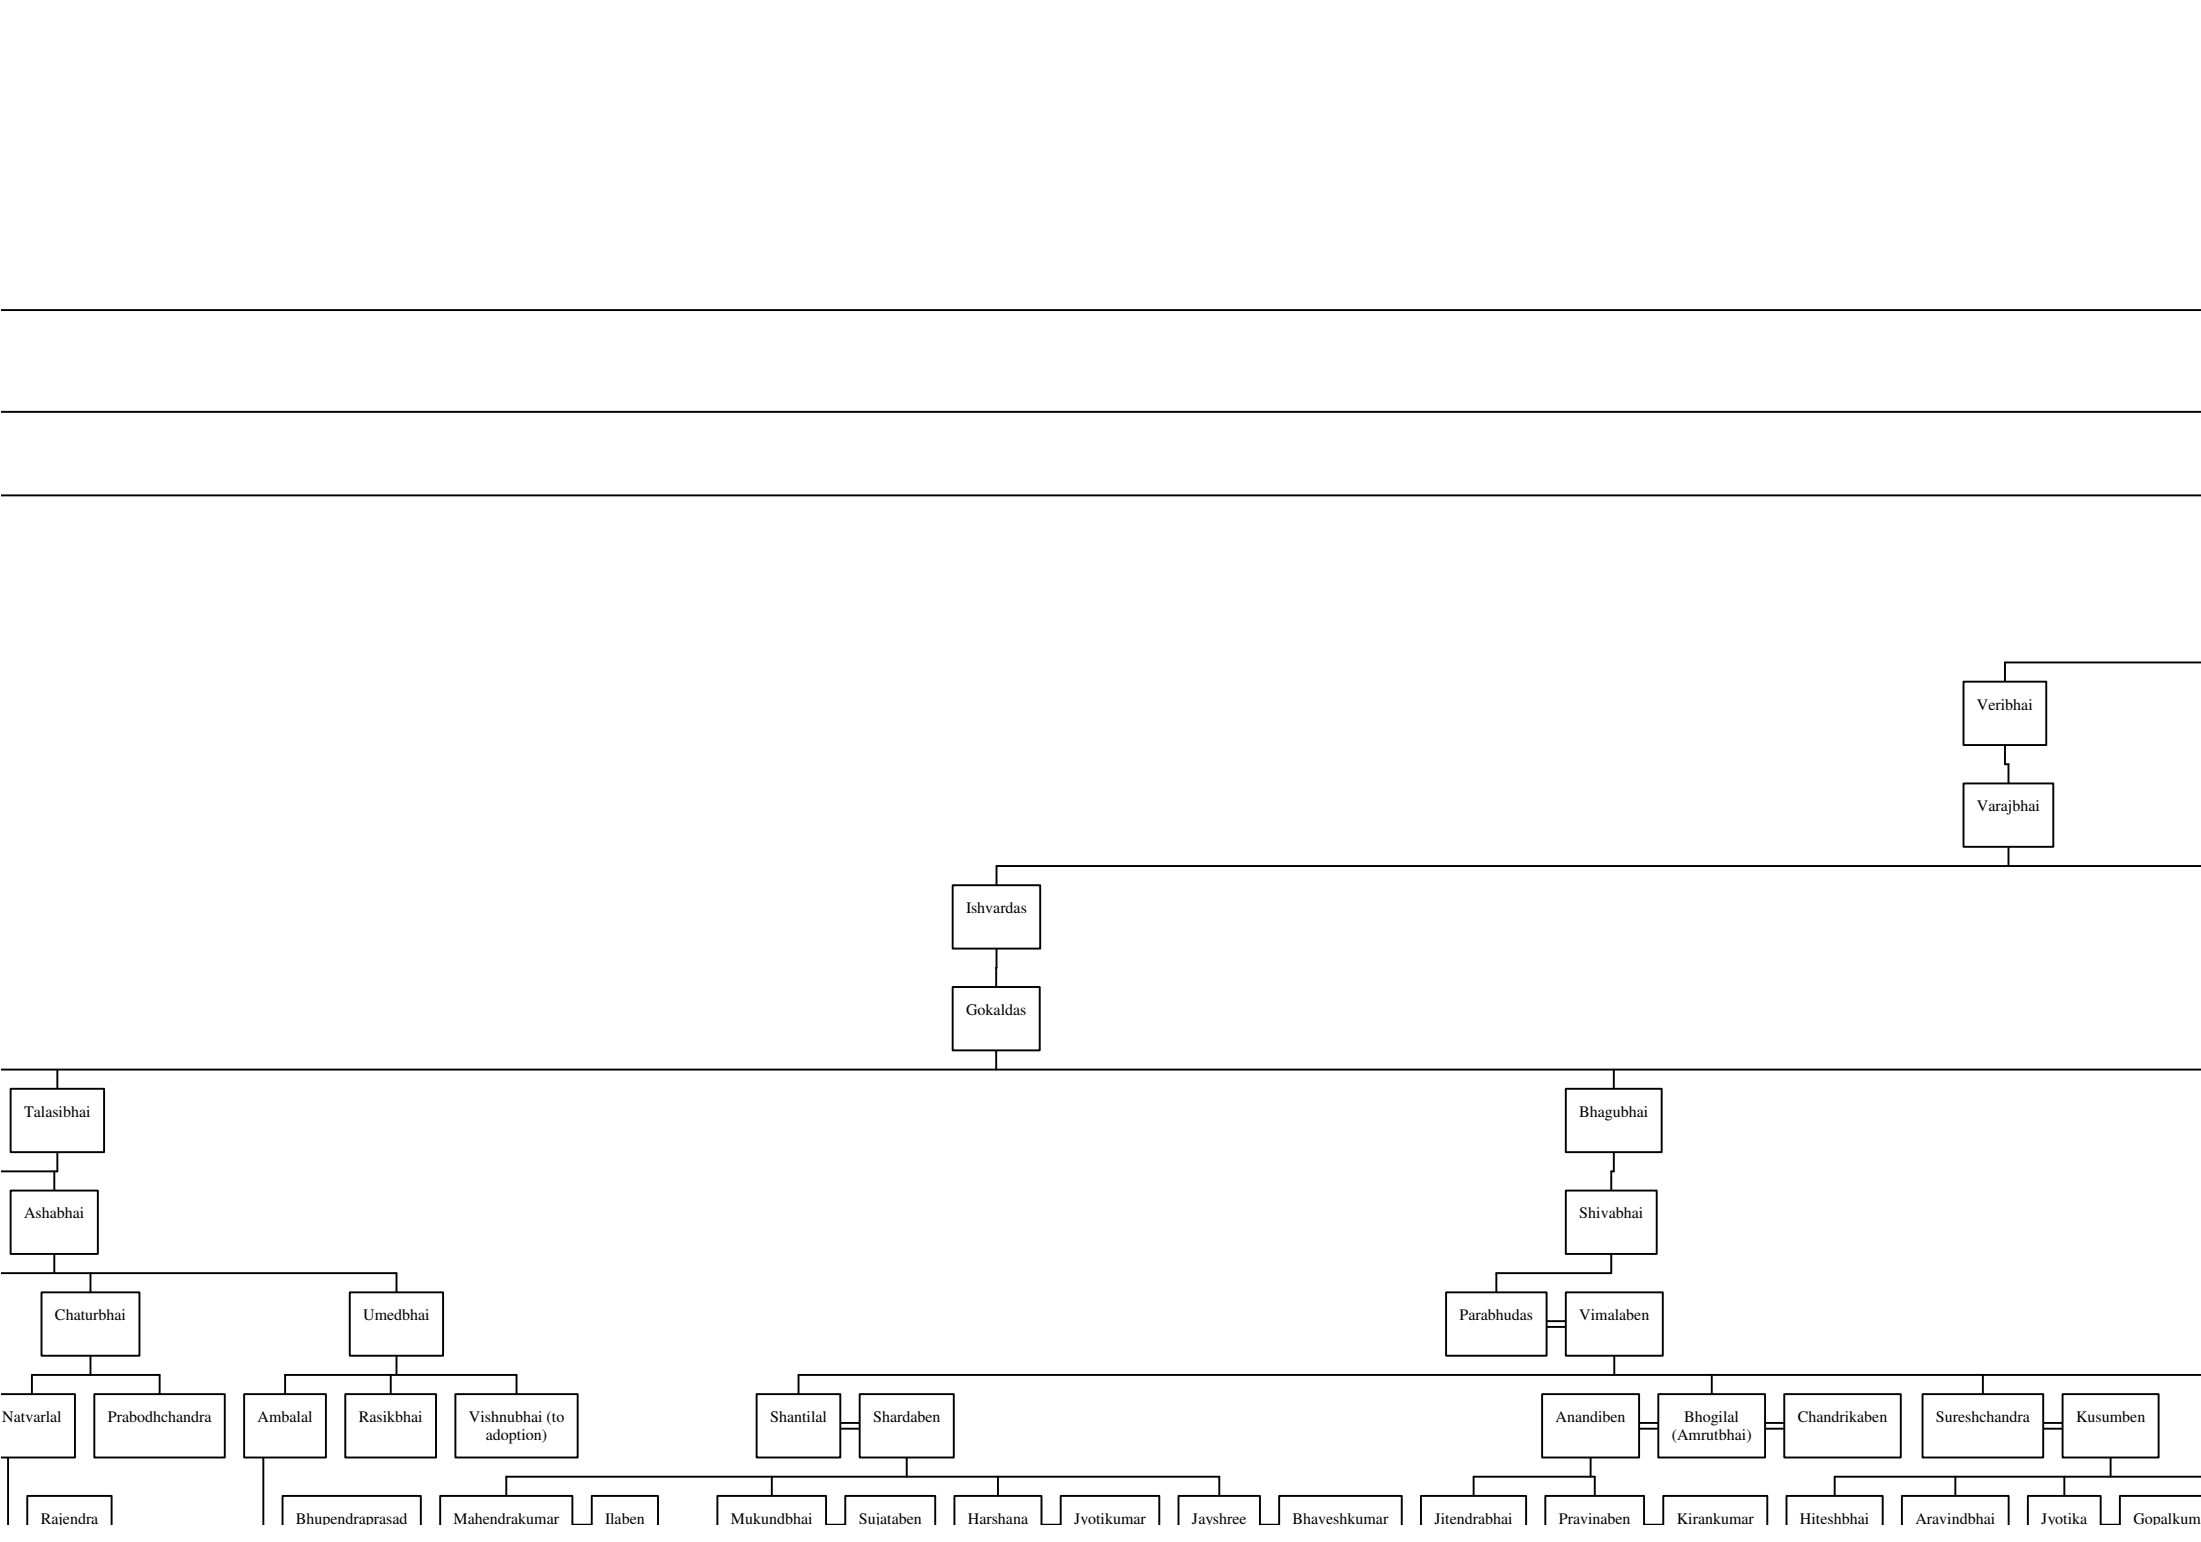 Veribhai
Varajbhai
Ishvardas
Gokaldas
Talasibhai
Bhagubhai
Ashabhai
Shivabhai
Chaturbhai
Umedbhai
Parabhudas
Vimalaben
Natvarlal
Prabodhchandra
Ambalal
Rasikbhai
Vishnubhai (to
adoption)
Shantilal
Shardaben
Anandiben
Bhogilal
(Amrutbhai)
Chandrikaben
Sureshchandra
Kusumben
Rajendra
Bhupendraprasad
Mahendrakumar
Ilaben
Mukundbhai
Sujataben
Harshana
Jyotikumar
Jayshree
Bhaveshkumar
Jitendrabhai
Pravinaben
Kirankumar
Hiteshbhai
Aravindbhai
Jyotika
Gopalkum